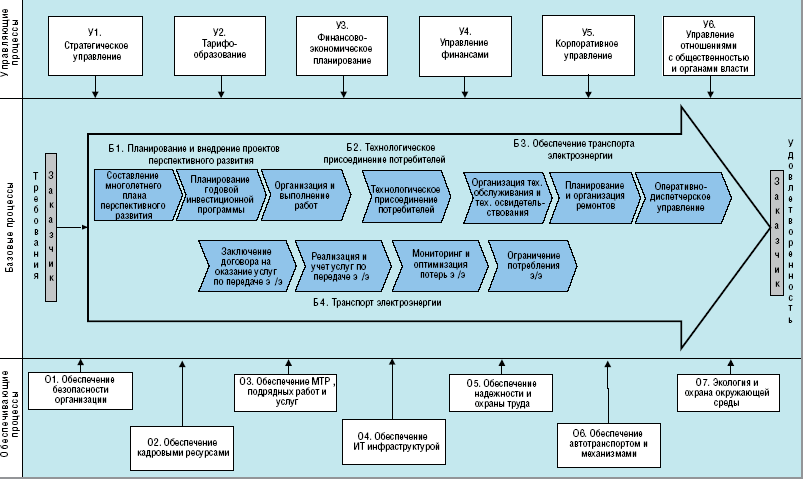 Управляющие
процессы
У1.
Стратегическое
управление
У2.
Тарифо-
образование
У3.
Финансово-
экономическое
планирование
У4.
Управление
финансами
У5.
Корпоративное
управление
У6.
Управление
отношениями
с общественностью
и органами власти
Базовые процессы
Требования
Заказчик
Б1. Планирование и внедрение проектов
перспективного развития
Б2. Технологическое
присоединение потребителей
Б3. Обеспечение транспорта
электроэнергии
Составление
многолетнего
плана
перспективного
развития
Планирование
годовой
инвестиционной
программы
Организация и
выполнение
работ
Технологическое
присоединение
потребителей
Организация тех.
обслуживания и
тех. освидетель-
ствования
Планирование
и организация
ремонтов
Оперативно-
диспетчерское
управление
Заключение
договора на
оказание услуг
по передаче э /э
Реализация и
учет услуг по
передаче э /э
Мониторинг и
оптимизация
потерь э /э
Ограничение
потребления
э/э
Б4. Транспорт электроэнергии
Заказчик
Удовлетворенность
Обеспечивающие
процессы
О1. Обеспечение
безопасности
организации
О2. Обеспечение
кадровыми ресурсами
О3. Обеспечение МТР ,
подрядных работ и
услуг
О4. Обеспечение
ИТ инфраструктурой
О5. Обеспечение
надежности и
охраны труда
О6. Обеспечение
автотранспортом и
механизмами
О7. Экология и
охрана окружающей
среды